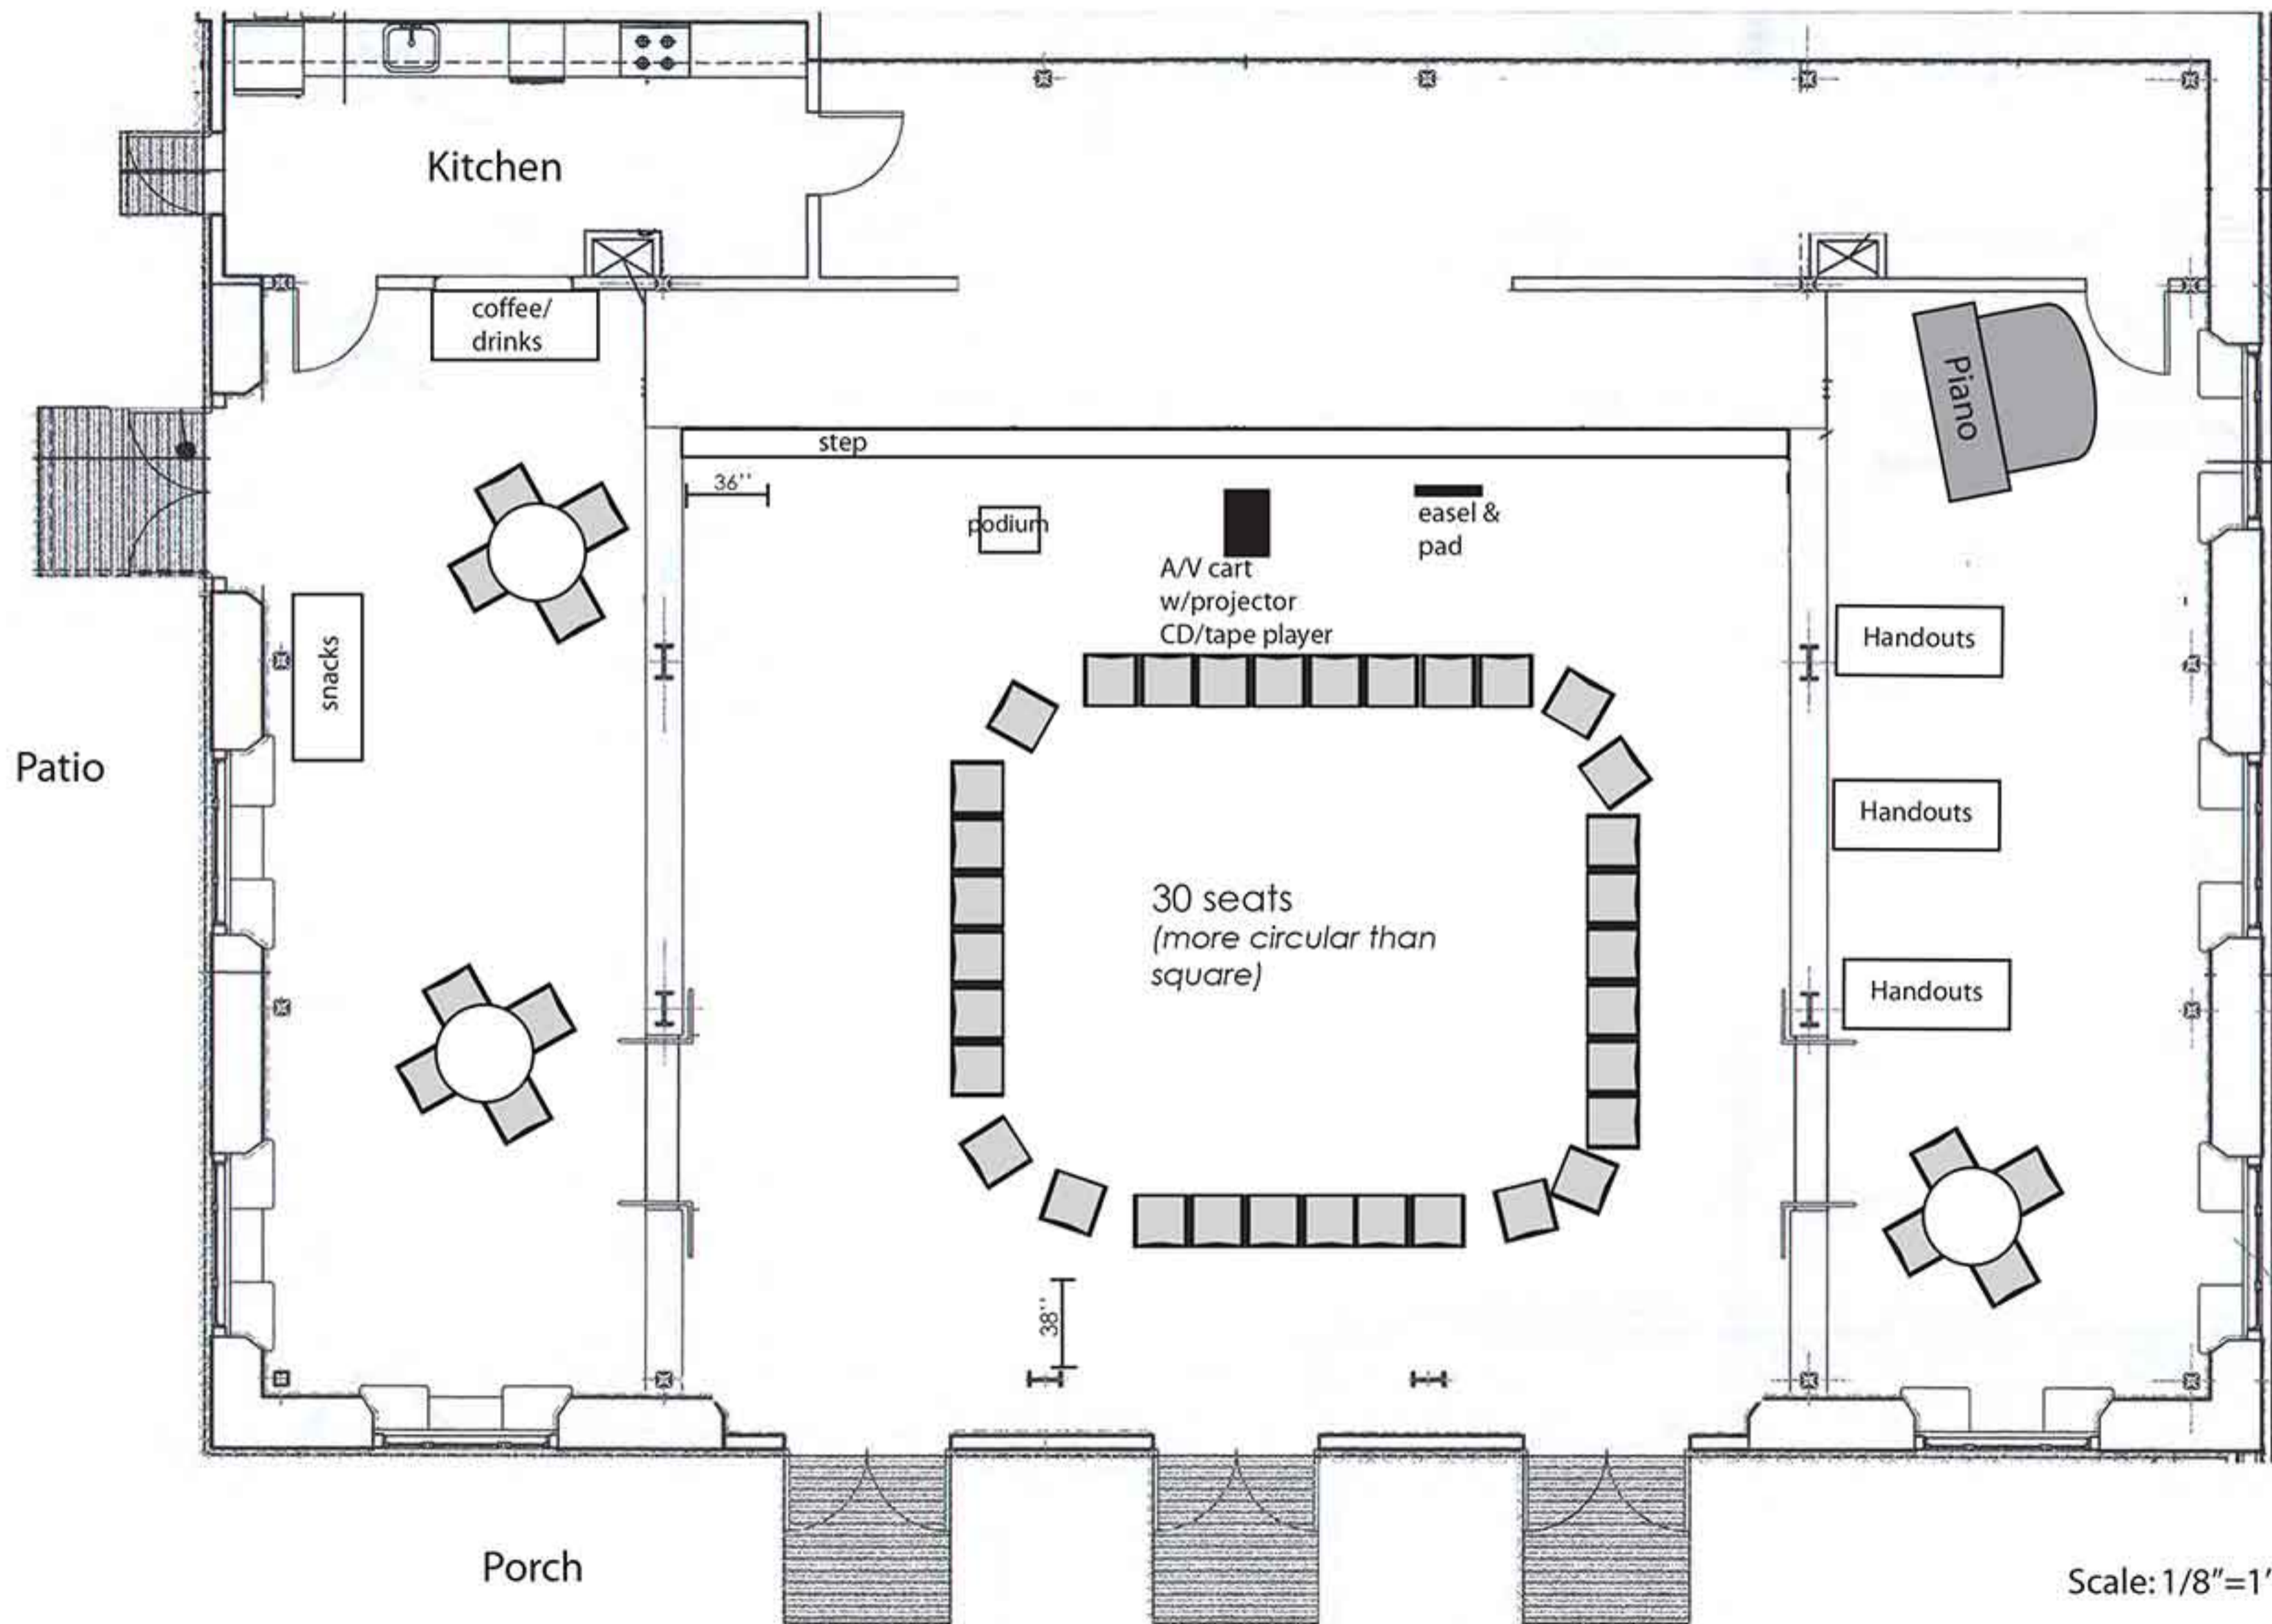 Kitchen
coffee/
drinks
Piano
step
36''
podium
easel &
pad
A/V cart
w/projector
CD/tape player
snacks
Handouts
Patio
Handouts
30 seats
(more circular than
square)
Handouts
38''
Porch
Scale: 1/8"=1'